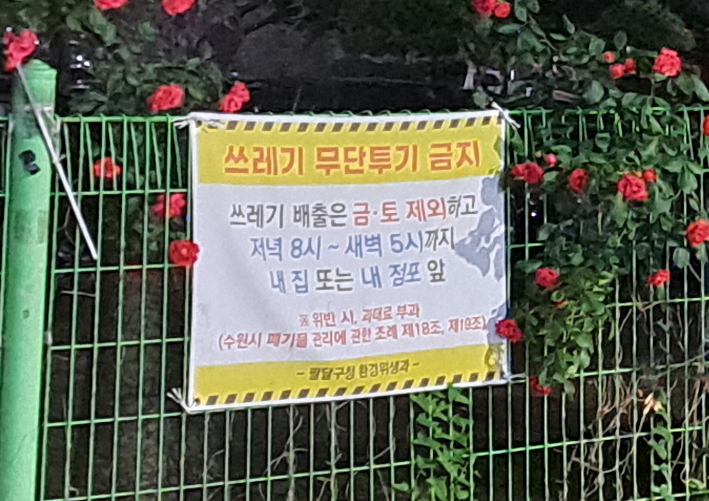 쓰레기 무단투기 금지
쓰레기 배출은 금·토 제외하고
저녁 8시 ~ 새벽 5시까지
내 집 또는 내 점포 앞
※ 위반 시, 과태료 부과
(수원시 폐기물 관리에 관한 조례 제18조, 제19조)
- 팔달구청 환경위생과 -